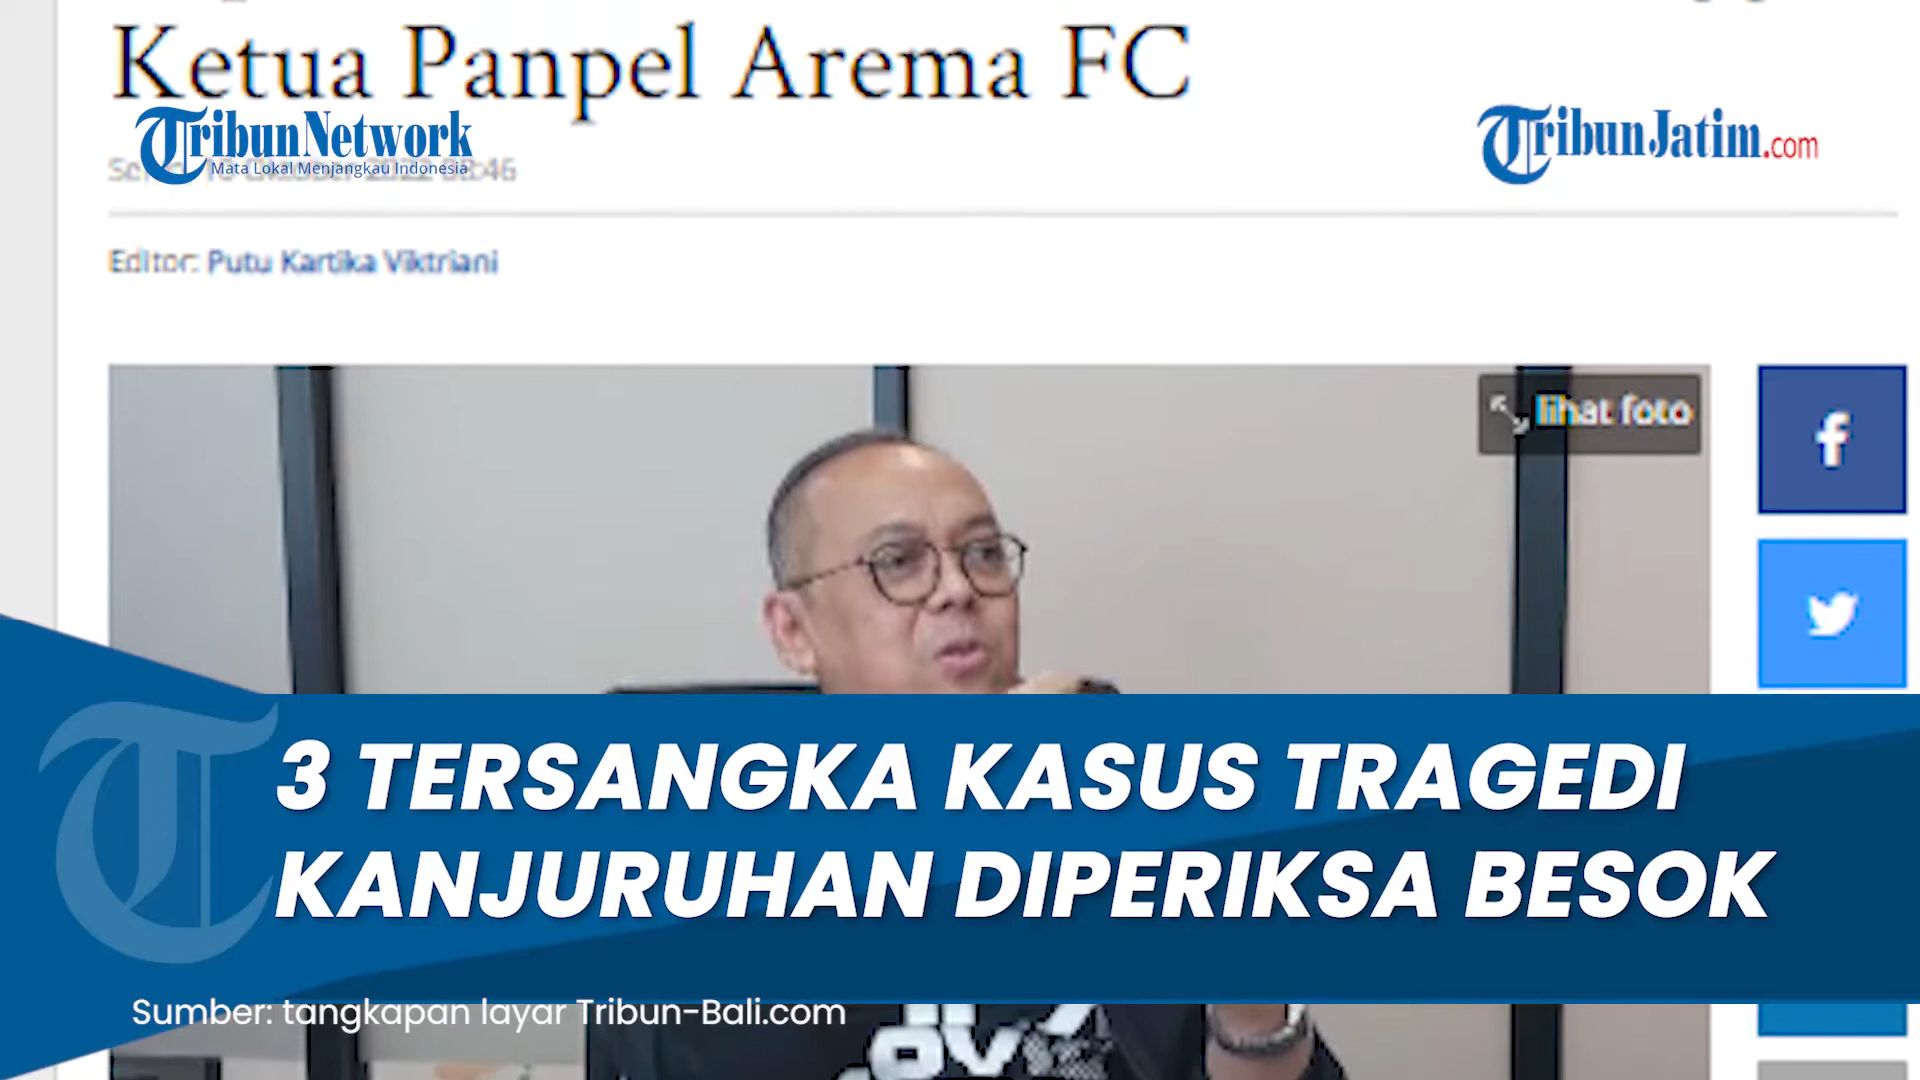 Ketua Panpel Arema FC
TribunNetwork
Mata Lokal Menjangkau Indonesia
TribunJatim.com
Editor: Putu Kartika Viktriani
lihat foto
3 TERSANGKA KASUS TRAGEDI
KANJURUHAN DIPERIKSA BESOK
Sumber: tangkapan layar Tribun-Bali.com